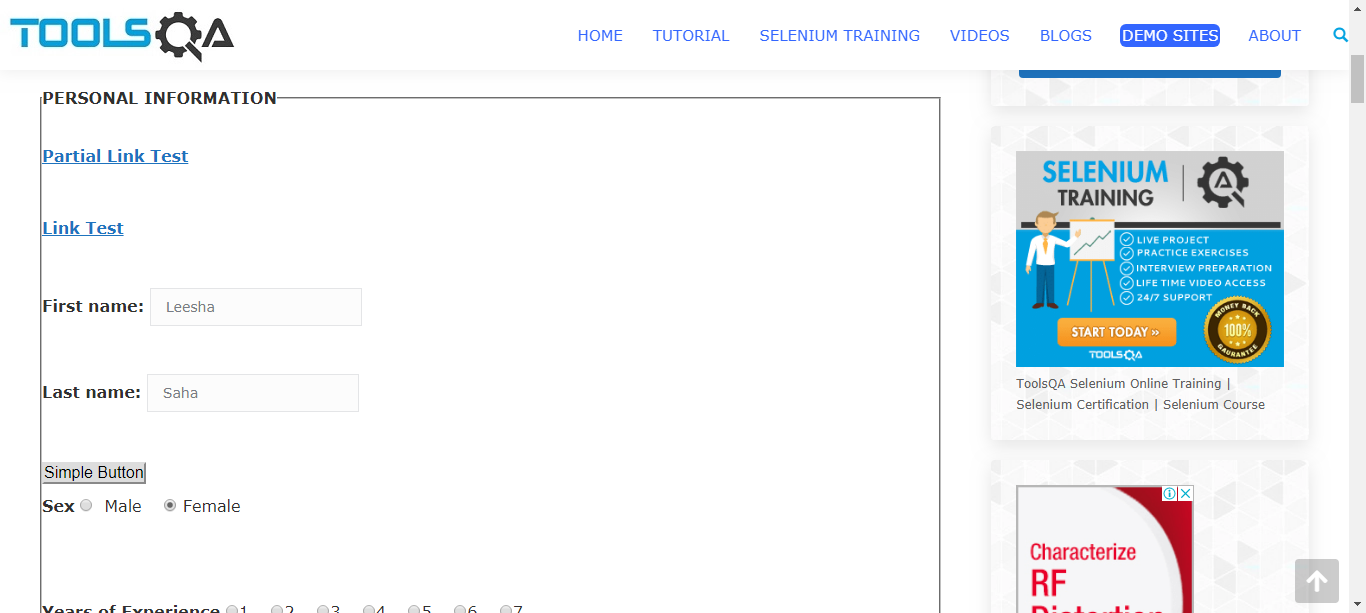 TOOLSQA
HOME TUTORIAL SELENIUM TRAINING VIDEOS BLOGS DEMO SITES ABOUT
PERSONAL INFORMATION
Partial Link Test
Link Test
First name: Leesha
Last name: Saha
Simple Button
Sex Male Female
Years of Experience 1 2 3 4 5 6 7
SELENIUM
TRAINING
LIVE PROJECT
PRACTICE EXERCISES
INTERVIEW PREPARATION
LIFE TIME VIDEO ACCESS
24/7 SUPPORT
START TODAY »
TOOLSQA
MONEY BACK
100%
GAURANTEE
ToolsQA Selenium Online Training |
Selenium Certification | Selenium Course
Characterize
RF
Distortion